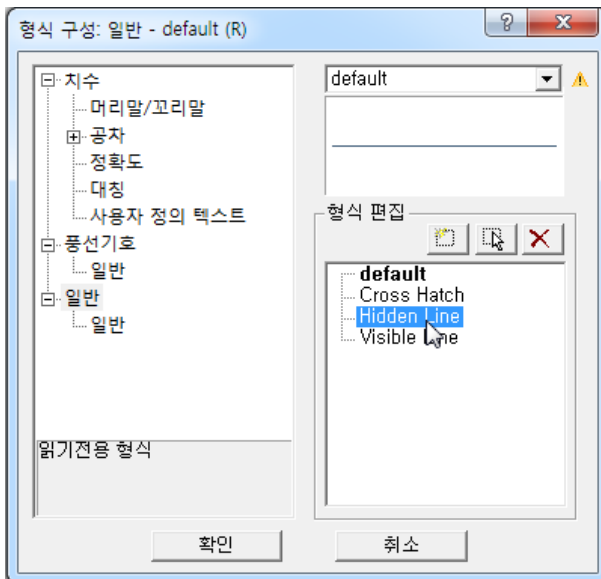 형식 구성: 일반 - default (R)
치수
머리말/꼬리말
공차
정확도
대칭
사용자 정의 텍스트
풍선기호
일반
일반
일반
읽기전용 형식
default
형식 편집
default
Cross Hatch
Hidden Line
Visible Line
확인
취소